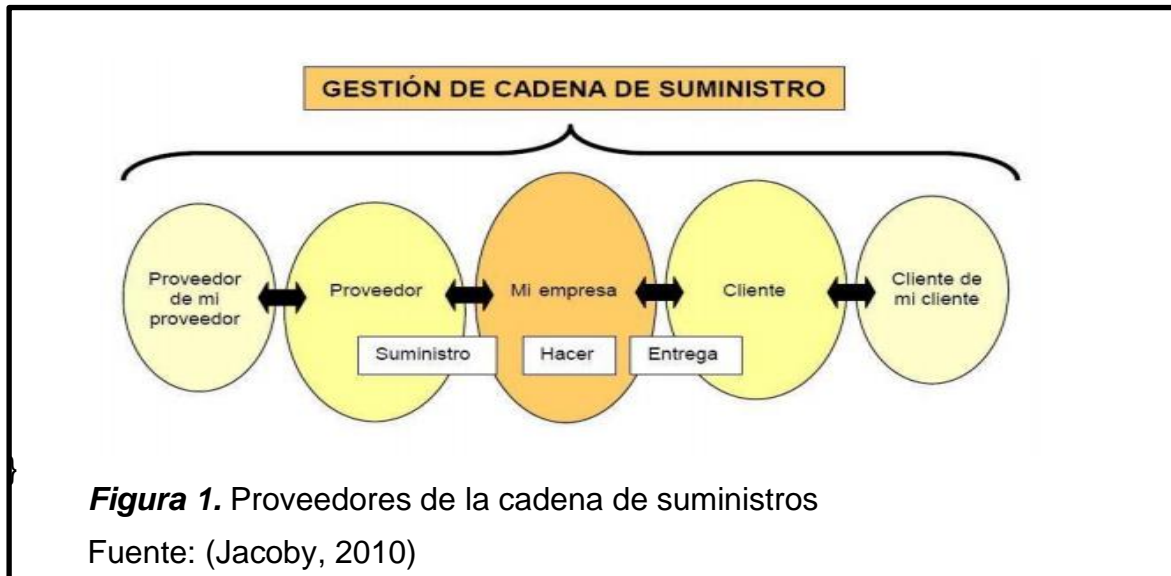 GESTIÓN DE CADENA DE SUMINISTRO
Proveedor
de mi
proveedor
Proveedor
Mi empresa
Cliente
Cliente de
mi cliente
Suministro
Hacer
Entrega
}
Figura 1. Proveedores de la cadena de suministros
Fuente: (Jacoby, 2010)